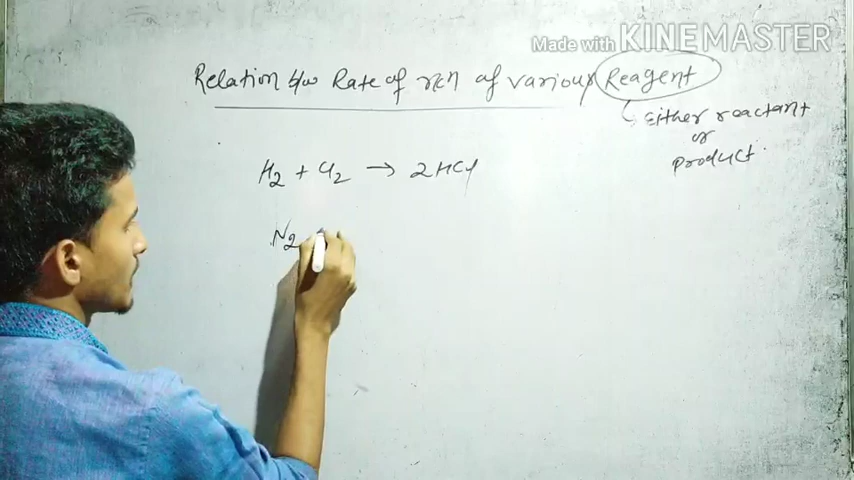 Made with KINEMASTER
Relation b/w Rate of rxn of various Reagent
either reactant
or
product.
H2 + Cl2 → 2HCl
N2